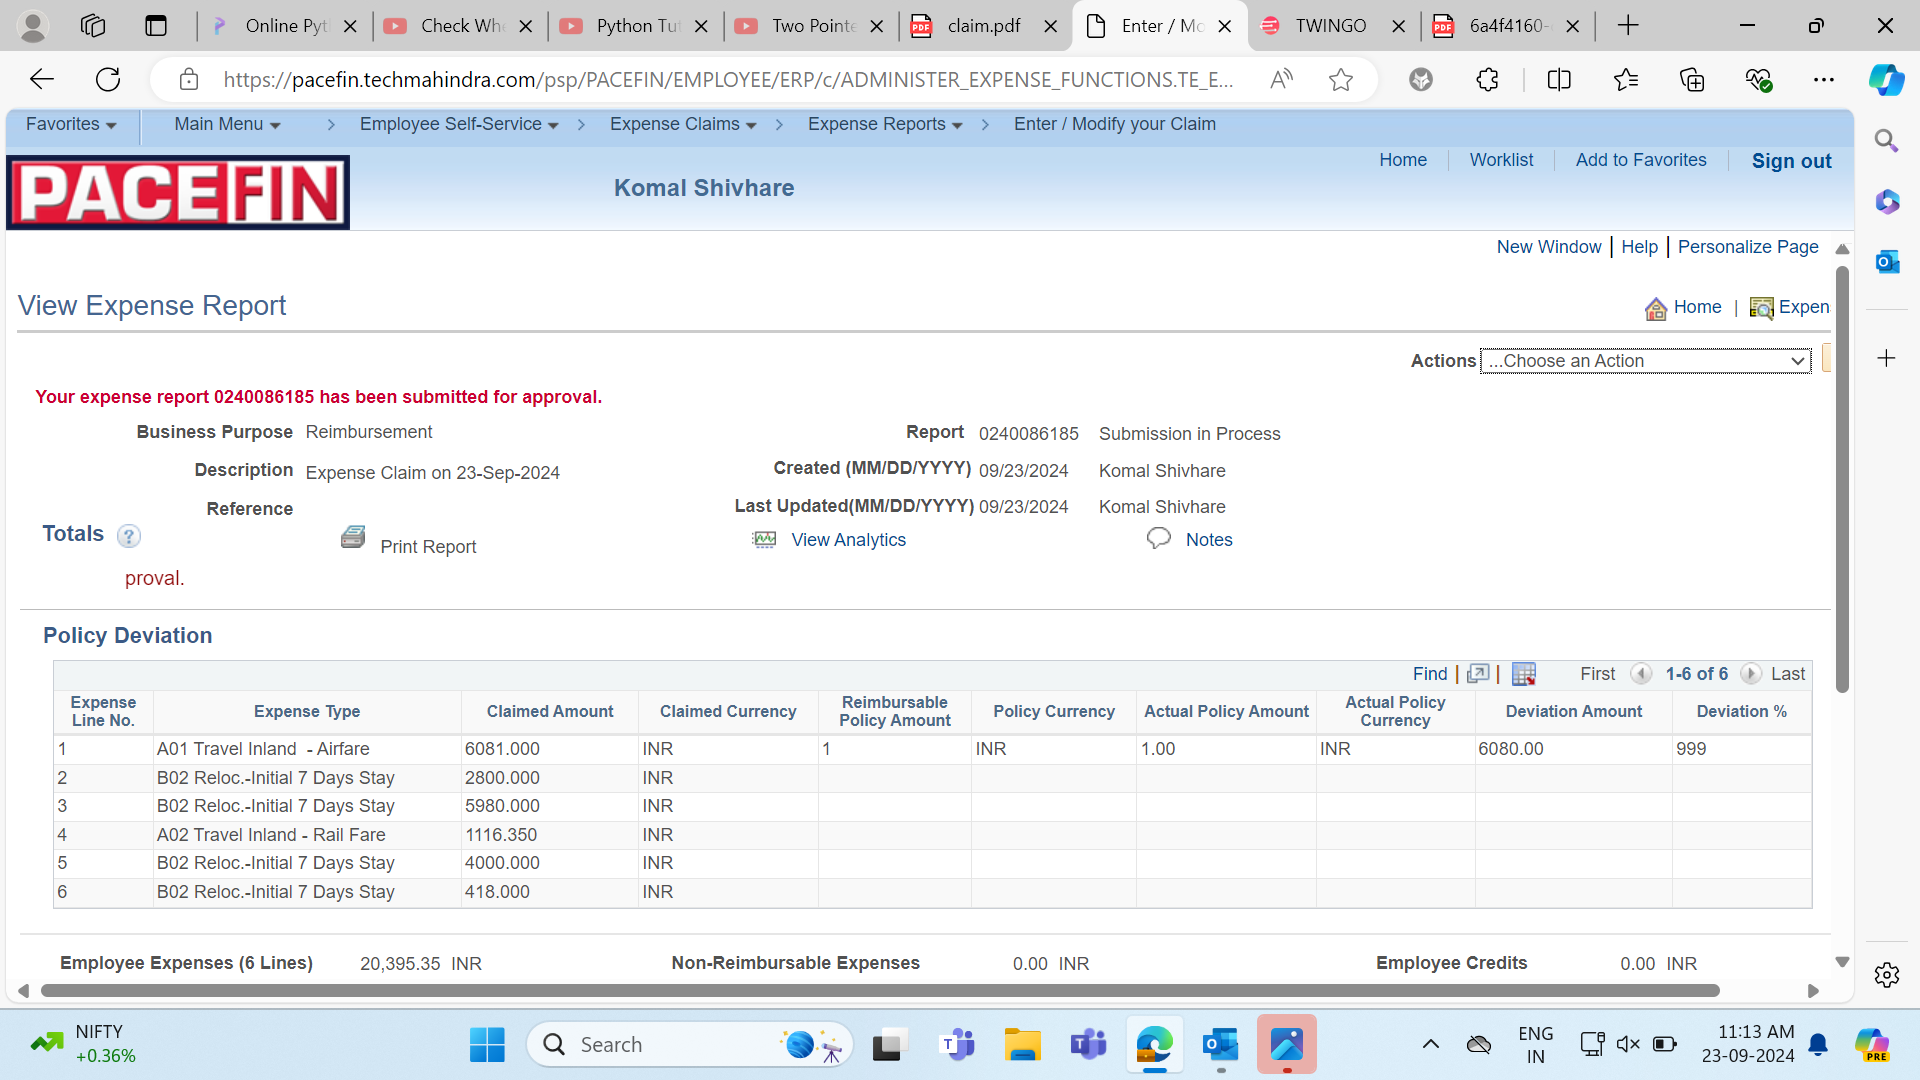 Online Pyt
Check Whe
Python Tut
Two Pointe
claim.pdf
Enter / Mo
TWINGO
6a4f4160-
https://pacefin.techmahindra.com/psp/PACEFIN/EMPLOYEE/ERP/c/ADMINISTER_EXPENSE_FUNCTIONS.TE_E...
Favorites Main Menu > Employee Self-Service > Expense Claims > Expense Reports > Enter / Modify your Claim
Home Worklist Add to Favorites Sign out
PACEFIN
Komal Shivhare
New Window | Help | Personalize Page
View Expense Report
Home | Expen
Actions ...Choose an Action
Your expense report 0240086185 has been submitted for approval.
Business Purpose Reimbursement Report 0240086185 Submission in Process
Description Expense Claim on 23-Sep-2024 Created (MM/DD/YYYY) 09/23/2024 Komal Shivhare
Reference Last Updated(MM/DD/YYYY) 09/23/2024 Komal Shivhare
Totals ? Print Report View Analytics Notes
proval.
Policy Deviation
Find | | First 1-6 of 6 Last
Expense Line No. Expense Type Claimed Amount Claimed Currency Reimbursable Policy Amount Policy Currency Actual Policy Amount Actual Policy Currency Deviation Amount Deviation %
1 A01 Travel Inland - Airfare 6081.000 INR 1 INR 1.00 INR 6080.00 999
2 B02 Reloc.-Initial 7 Days Stay 2800.000 INR
3 B02 Reloc.-Initial 7 Days Stay 5980.000 INR
4 A02 Travel Inland - Rail Fare 1116.350 INR
5 B02 Reloc.-Initial 7 Days Stay 4000.000 INR
6 B02 Reloc.-Initial 7 Days Stay 418.000 INR
Employee Expenses (6 Lines) 20,395.35 INR Non-Reimbursable Expenses 0.00 INR Employee Credits 0.00 INR
NIFTY
+0.36%
Search
ENG
IN
11:13 AM
23-09-2024
PRE